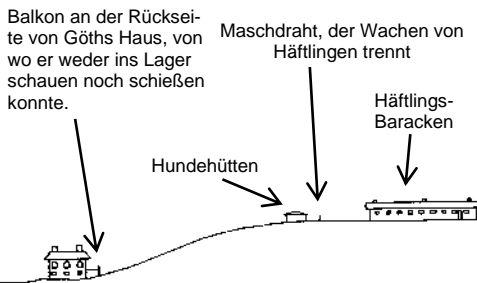 Balkon an der Rücksei-
te von Göths Haus, von
wo er weder ins Lager
schauen noch schießen
konnte.
Maschdraht, der Wachen von
Häftlingen trennt
Häftlings-
Baracken
Hundehütten